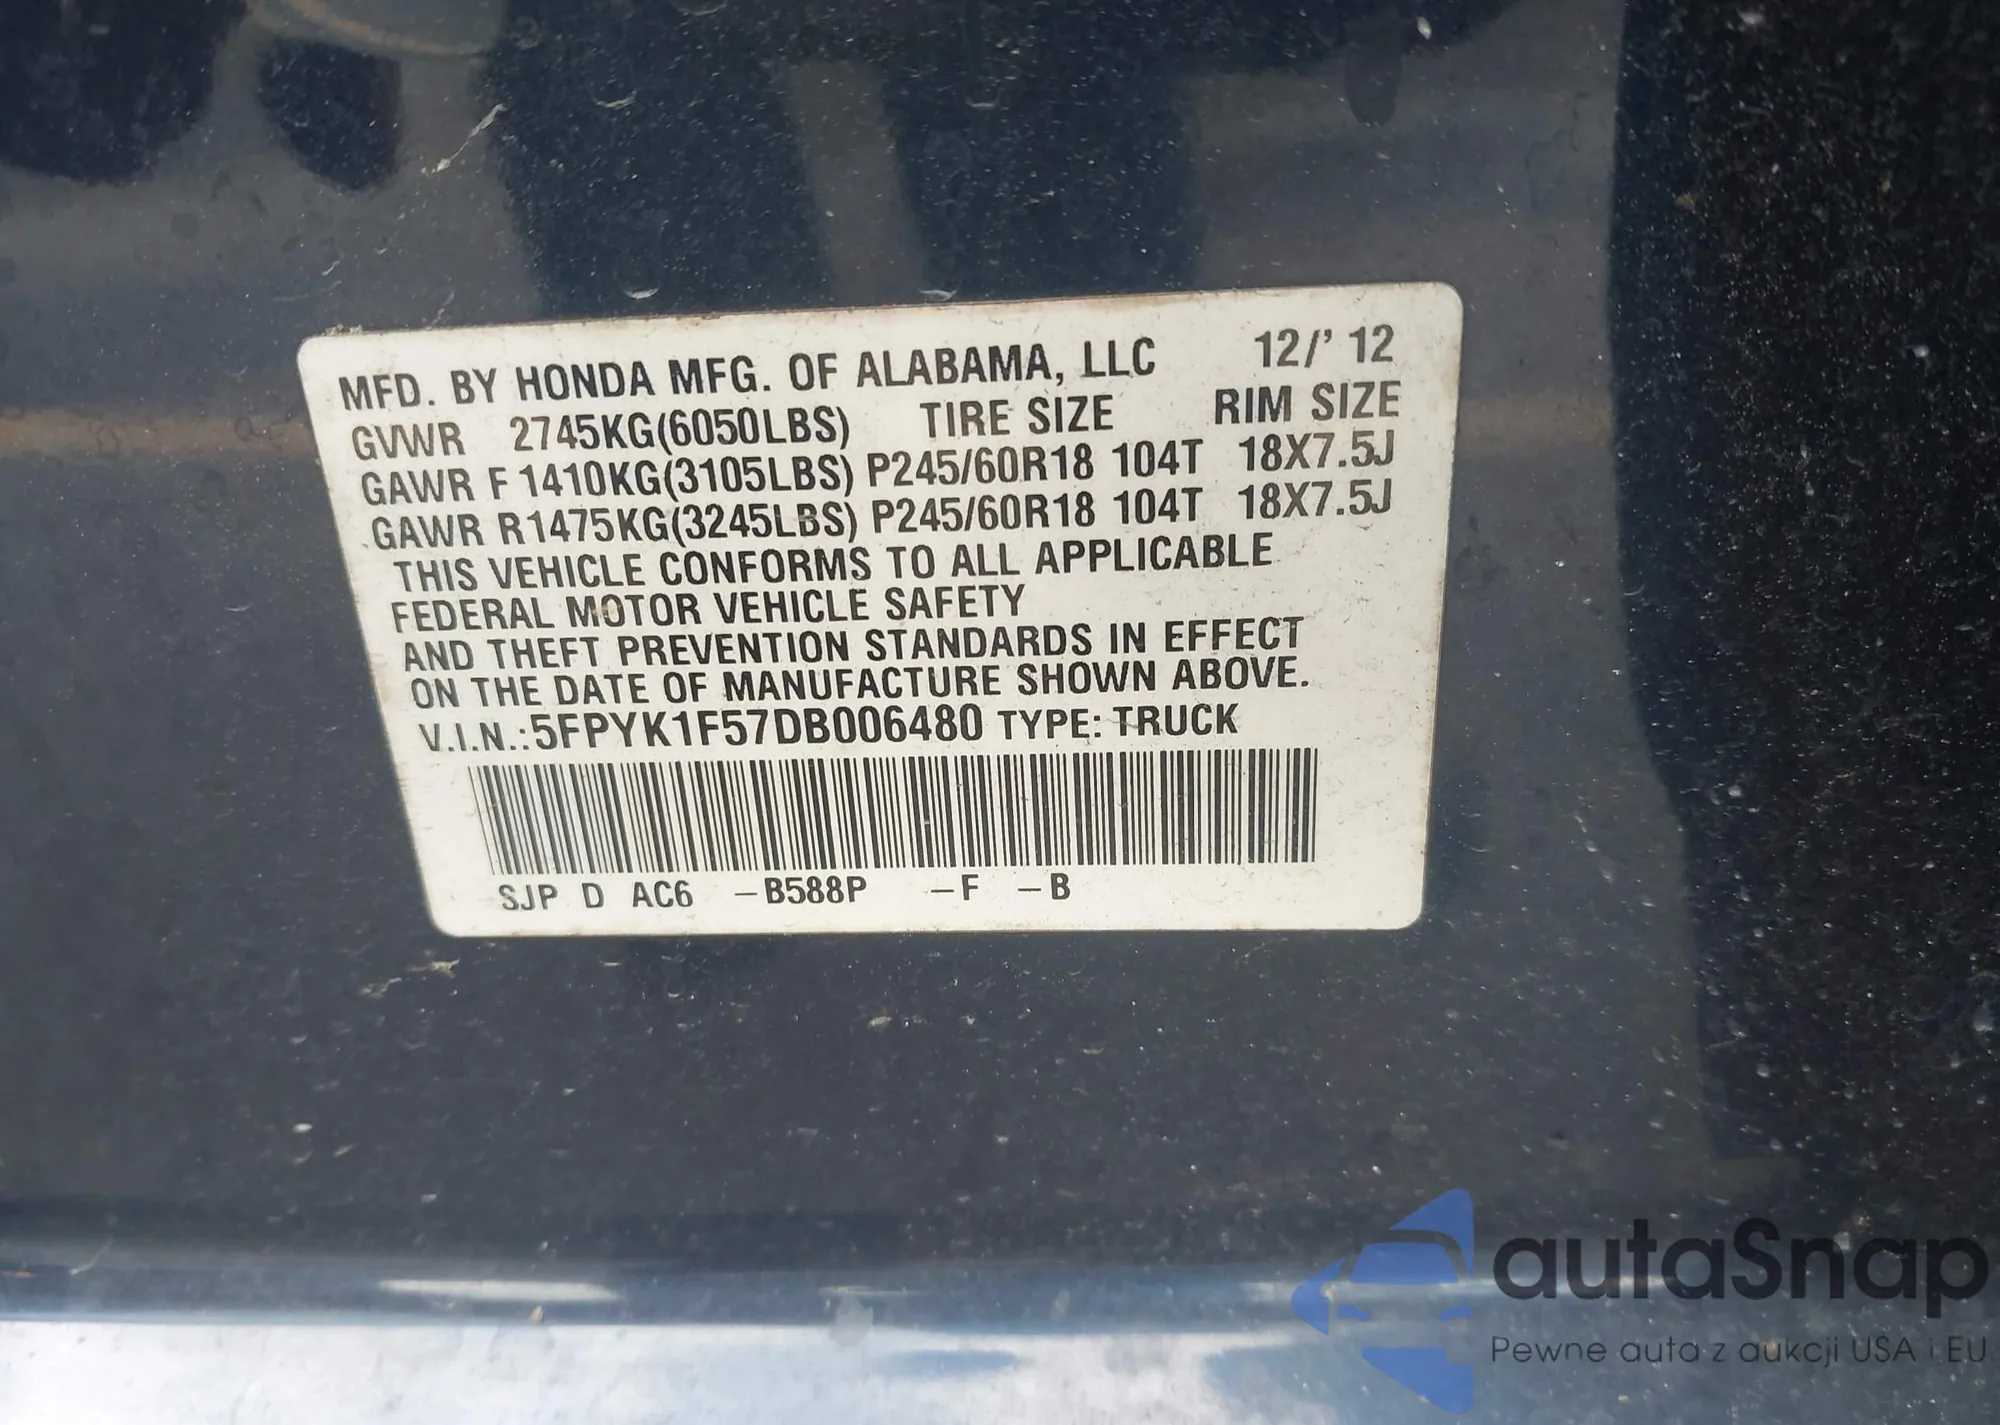 MFD. BY HONDA MFG. OF ALABAMA, LLC 12/' 12
GVWR 2745KG(6050LBS) TIRE SIZE RIM SIZE
GAWR F 1410KG(3105LBS) P245/60R18 104T 18X7.5J
GAWR R1475KG(3245LBS) P245/60R18 104T 18X7.5J
THIS VEHICLE CONFORMS TO ALL APPLICABLE
FEDERAL MOTOR VEHICLE SAFETY
AND THEFT PREVENTION STANDARDS IN EFFECT
ON THE DATE OF MANUFACTURE SHOWN ABOVE.
V.I.N.:5FPYK1F57DB006480 TYPE: TRUCK
SJP D AC6 -B588P -F -B
autaSnap
Pewne auta z aukcji USA i EU